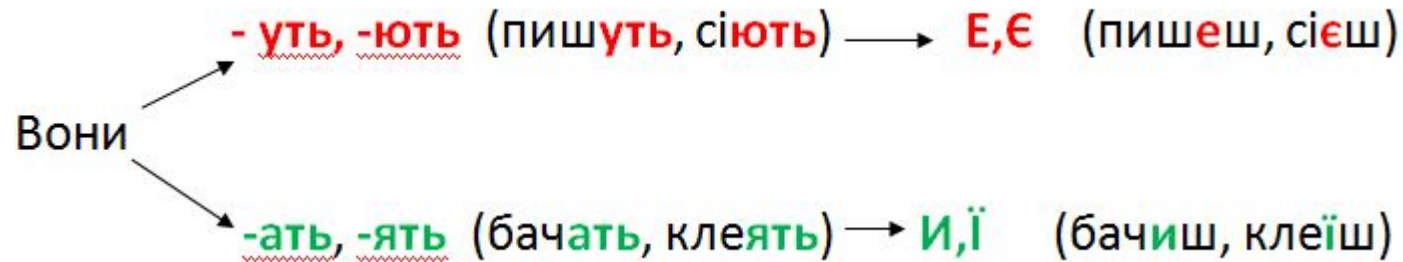 - уть, -ють (пишуть, сіють) → Е,Є (пишеш, сієш)
Вони
-ать, -ять (бачать, клеять) → И,Ї (бачиш, клеїш)